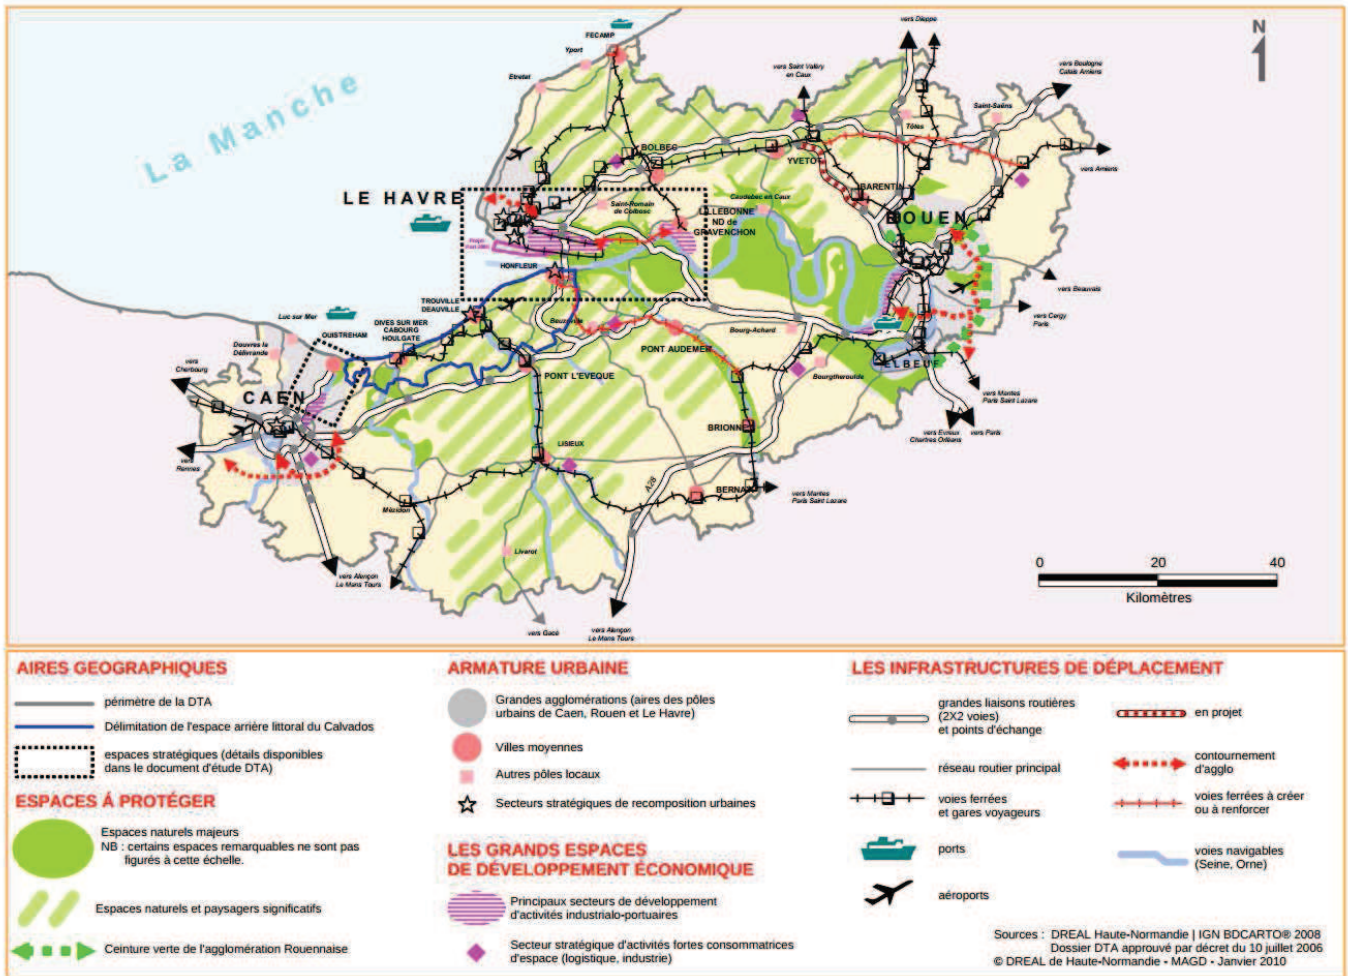 vers Dieppe
N
FECAMP
Yport
vers Saint Valéry
en Caux
vers Boulogne
Calais Amiens
Etretat
Saint-Saëns
Tôtes
La Manche
BOLBEC
YVETOT
vers Amiens
LE HAVRE
BARENTIN
Saint-Romain
de Colbosc
Caudebec en Caux
LILLEBONNE
ND de
GRAVENCHON
ROUEN
HONFLEUR
vers Beauvais
TROUVILLE
DEAUVILLE
Luc sur Mer
OUISTREHAM
DIVES SUR MER
CABOURG
HOULGATE
Beuzeville
Bourg-Achard
vers Cergy
Paris
Douvres la
Délivrande
PONT AUDEMER
vers
Cherbourg
PONT L'EVEQUE
Bourgtheroulde
ELBEUF
CAEN
vers Mantes
Paris Saint Lazare
BRIONNE
vers Evreux
Chartres Orléans
vers Paris
LISIEUX
vers
Rennes
A28
BERNAY
vers Mantes
Paris Saint Lazare
Mézidon
Livarot
vers Alençon
Le Mans Tours
vers Gacé
vers Alençon
Le Mans Tours
0 20 40
Kilomètres
AIRES GEOGRAPHIQUES
périmètre de la DTA
Délimitation de l'espace arrière littoral du Calvados
espaces stratégiques (détails disponibles
dans le document d'étude DTA)
ESPACES Á PROTÉGER
Espaces naturels majeurs
NB : certains espaces remarquables ne sont pas
figurés à cette échelle.
Espaces naturels et paysagers significatifs
Ceinture verte de l'agglomération Rouennaise
ARMATURE URBAINE
Grandes agglomérations (aires des pôles
urbains de Caen, Rouen et Le Havre)
Villes moyennes
Autres pôles locaux
Secteurs stratégiques de recomposition urbaines
LES GRANDS ESPACES
DE DÉVELOPPEMENT ÉCONOMIQUE
Principaux secteurs de développement
d'activités industrialo-portuaires
Secteur stratégique d'activités fortes consommatrices
d'espace (logistique, industrie)
LES INFRASTRUCTURES DE DÉPLACEMENT
grandes liaisons routières
(2X2 voies)
et points d'échange
en projet
réseau routier principal
contournement
d'agglo
voies ferrées
et gares voyageurs
voies ferrées à créer
ou à renforcer
ports
voies navigables
(Seine, Orne)
aéroports
Sources : DREAL Haute-Normandie | IGN BDCARTO® 2008
Dossier DTA approuvé par décret du 10 juillet 2006
© DREAL de Haute-Normandie - MAGD - Janvier 2010